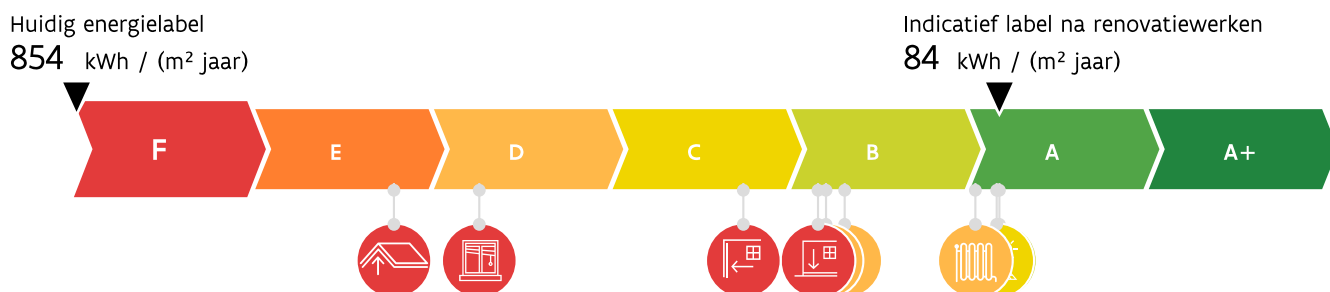 Huidig energielabel
854 kWh / (m² jaar)
Indicatief label na renovatiewerken
84 kWh / (m² jaar)
F E D C B A A+